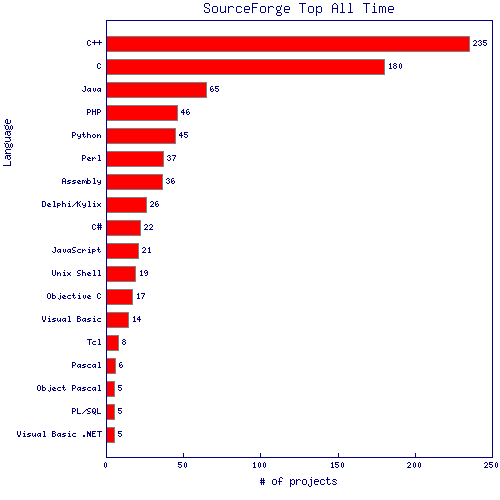 SourceForge Top All Time
Language
C++ 235
C 180
Java 65
PHP 46
Python 45
Perl 37
Assembly 36
Delphi/Kylix 26
C# 22
JavaScript 21
Unix Shell 19
Objective C 17
Visual Basic 14
Tcl 8
Pascal 6
Object Pascal 5
PL/SQL 5
Visual Basic .NET 5
0 50 100 150 200 250
# of projects